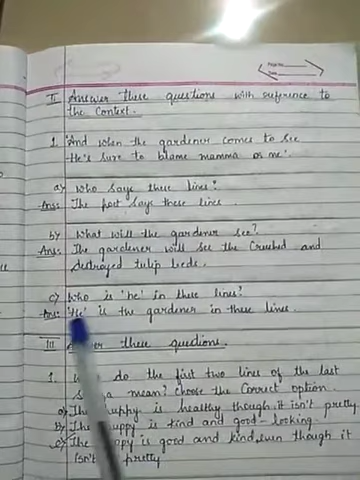 Page No.
Date
II Answer these questions with reference to
the Context.
1. 'And when the gardener comes to see
He's sure to blame mamma or me'.
a) Who says these lines?
Ans: The poet says these lines.
b) What will the gardener see?
Ans: The gardener will see the Crushed and
destroyed tulip beds.
c) Who is 'he' in these lines?
Ans: 'He' is the gardener in these lines.
III these questions.
1. do the first two lines of the last
mean? Choose the Correct option.
a) The puppy is healthy though it isn't pretty
b) The puppy is kind and good-looking.
c) The is good and kind, even though it
isn't pretty